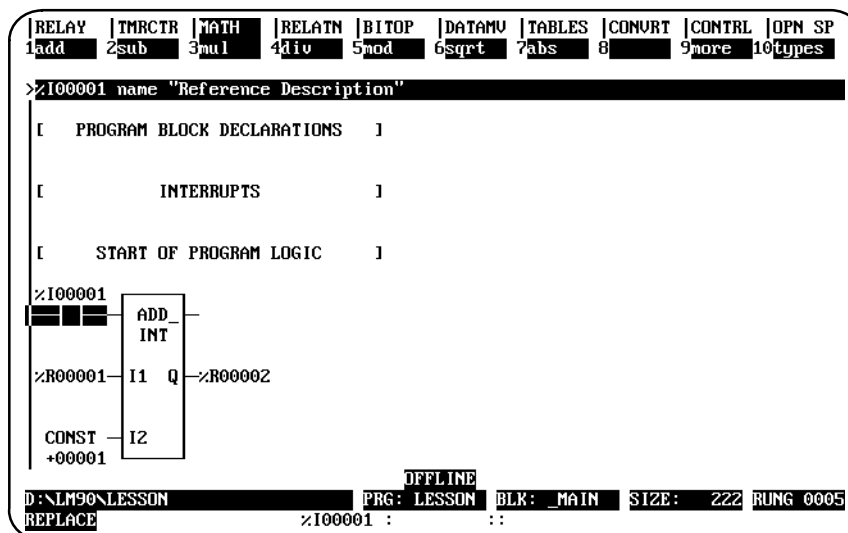 |RELAY |TMRCTR |MATH |RELATN |BITOP |DATAMV |TABLES |CONVRT |CONTRL |OPN SP
1add 2sub 3mul 4div 5mod 6sqrt 7abs 8 9more 10types
>%I00001 name "Reference Description"
[ PROGRAM BLOCK DECLARATIONS ]
[ INTERRUPTS ]
[ START OF PROGRAM LOGIC ]
%I00001
ADD_
INT
%R00001 I1 Q %R00002
CONST I2
+00001
OFFLINE
D:\LM90\LESSON PRG: LESSON BLK: _MAIN SIZE: 222 RUNG 0005
REPLACE %I00001 : ::